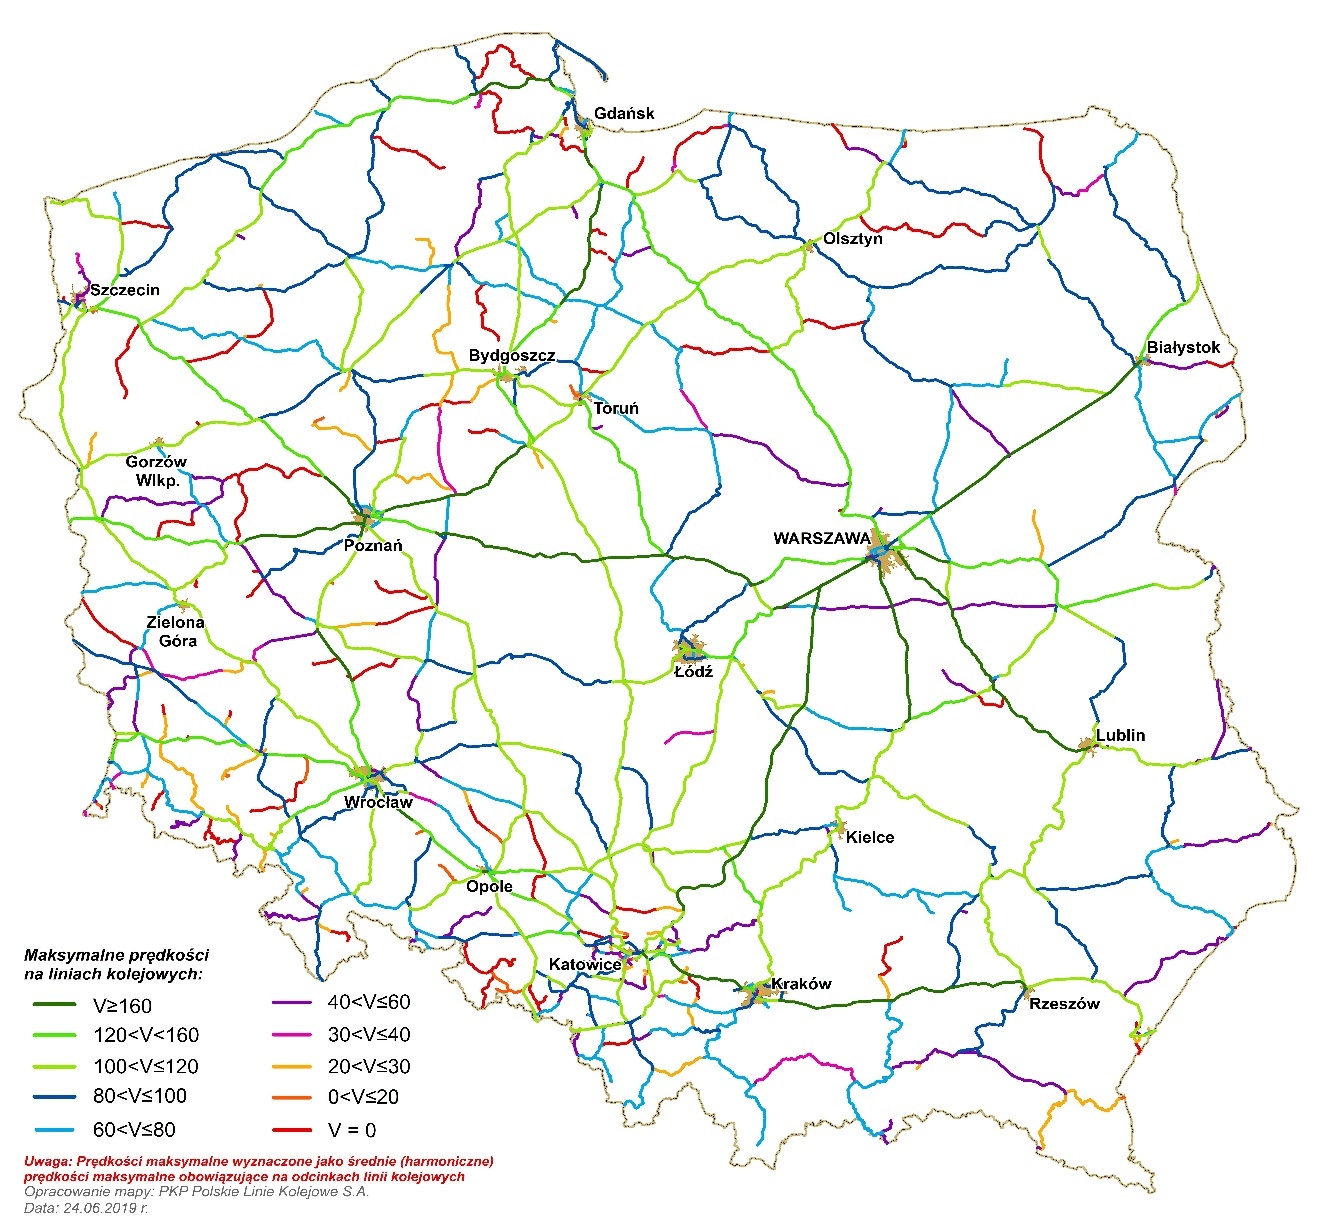 Gdańsk
Olsztyn
Szczecin
Białystok
Bydgoszcz
Toruń
Gorzów
Wlkp.
WARSZAWA
Poznań
Zielona
Góra
Łódź
Lublin
Wrocław
Kielce
Opole
Katowice
Kraków
Rzeszów
Maksymalne prędkości
na liniach kolejowych:
V≥160
120<V<160
100<V≤120
80<V≤100
60<V≤80
40<V≤60
30<V≤40
20<V≤30
0<V≤20
V = 0
Uwaga: Prędkości maksymalne wyznaczone jako średnie (harmoniczne)
prędkości maksymalne obowiązujące na odcinkach linii kolejowych
Opracowanie mapy: PKP Polskie Linie Kolejowe S.A.
Data: 24.06.2019 r.